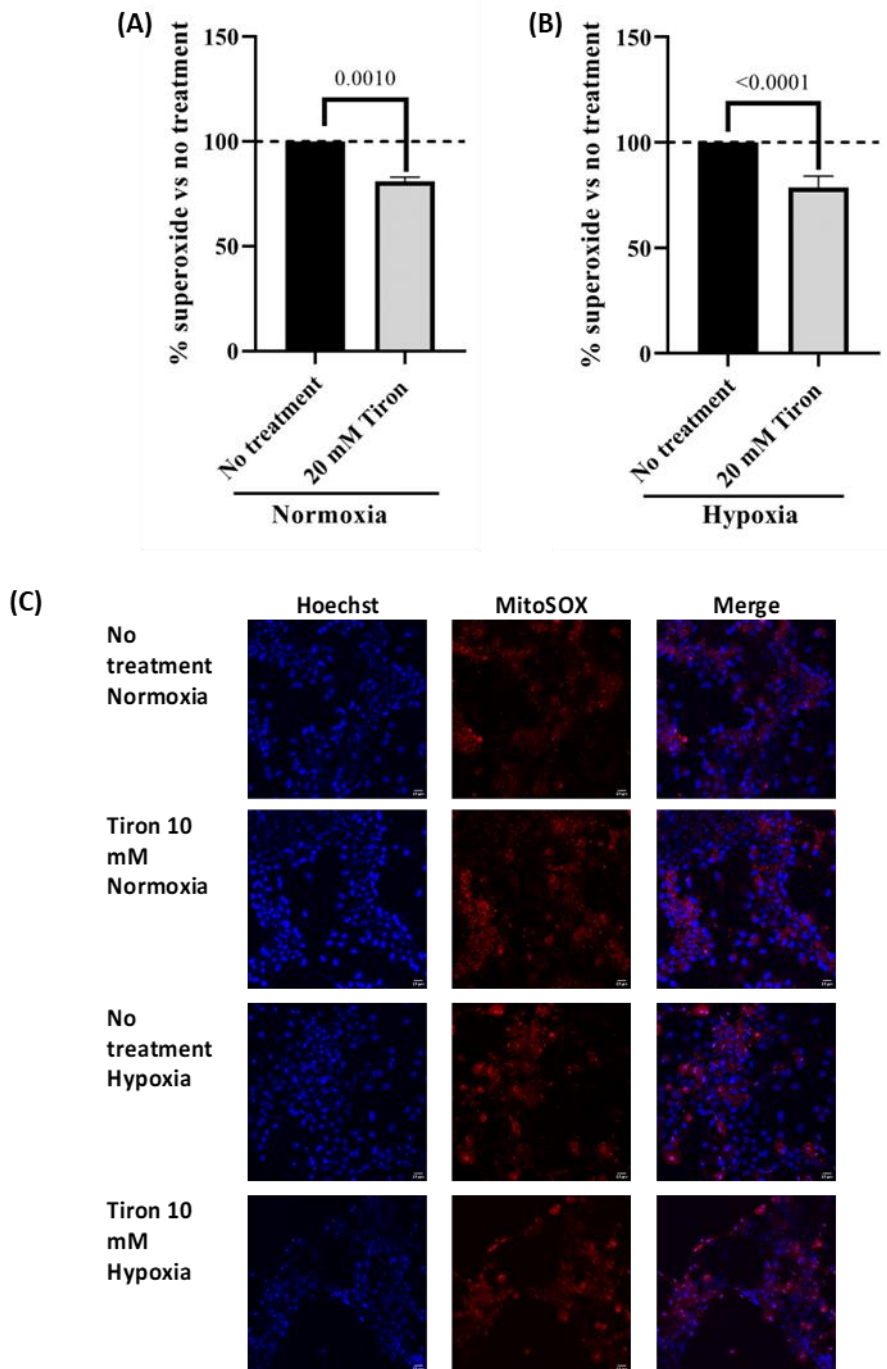 (A)
150
100
50
0
% superoxide vs no treatment
0.0010
No treatment
20 mM Tiron
Normoxia
(B)
150
100
50
0
% superoxide vs no treatment
<0.0001
No treatment
20 mM Tiron
Hypoxia
(C)
Hoechst
MitoSOX
Merge
No
treatment
Normoxia
Tiron 10
mM
Normoxia
No
treatment
Hypoxia
Tiron 10
mM
Hypoxia